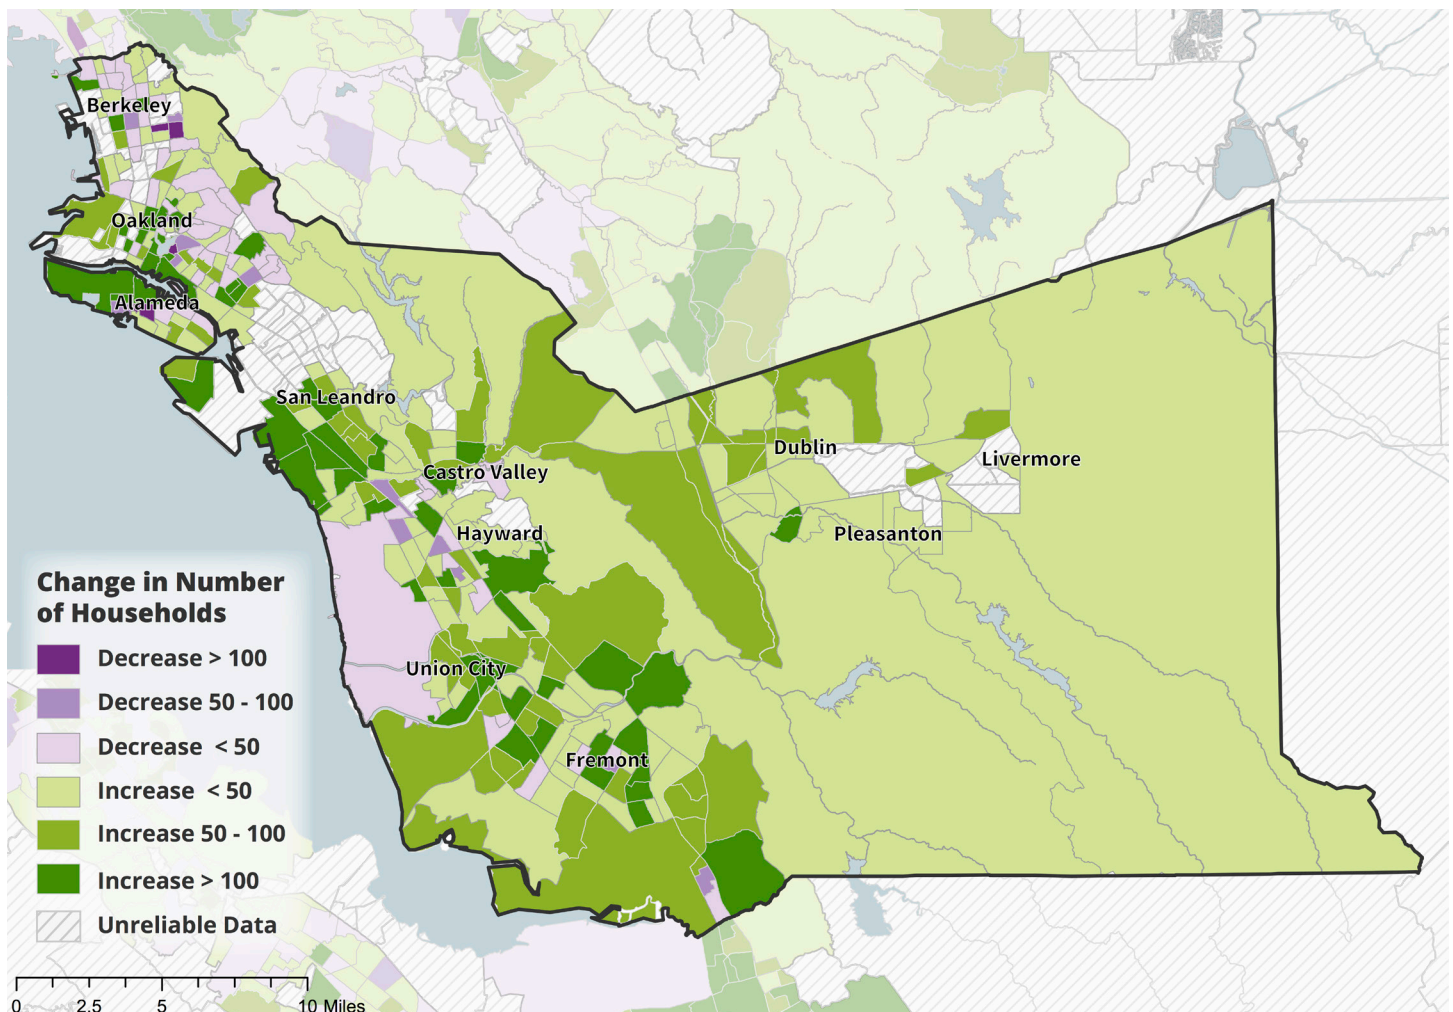 Berkeley
Oakland
Alameda
San Leandro
Castro Valley
Dublin
Livermore
Hayward
Pleasanton
Union City
Fremont
Change in Number
of Households
Decrease > 100
Decrease 50 - 100
Decrease < 50
Increase < 50
Increase 50 - 100
Increase > 100
Unreliable Data
0 2.5 5 10 Miles